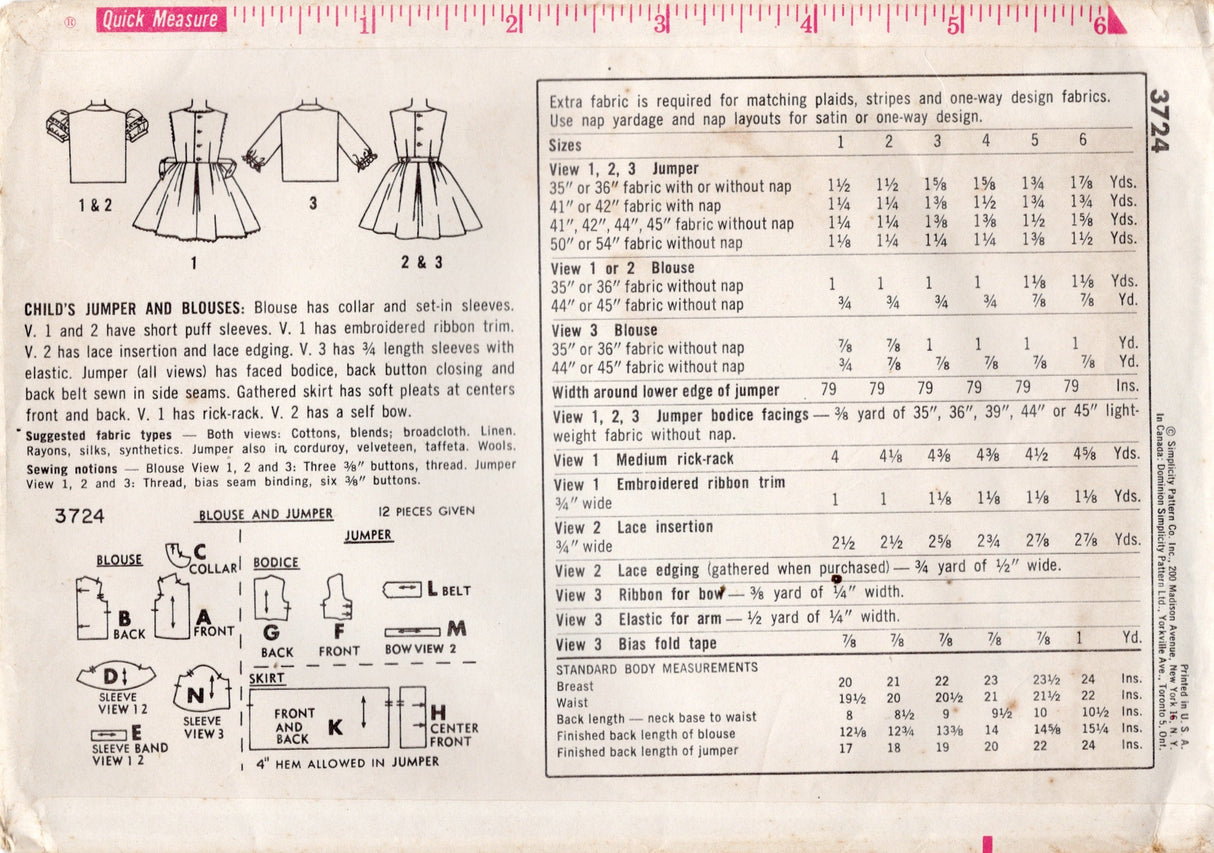 ® Quick Measure 1 2 3 4 5 6
1 & 2
1
3
2 & 3
CHILD'S JUMPER AND BLOUSES: Blouse has collar and set-in sleeves.
V. 1 and 2 have short puff sleeves. V. 1 has embroidered ribbon trim.
V. 2 has lace insertion and lace edging. V. 3 has ¾ length sleeves with
elastic. Jumper (all views) has faced bodice, back button closing and
back belt sewn in side seams. Gathered skirt has soft pleats at centers
front and back. V. 1 has rick-rack. V. 2 has a self bow.
Suggested fabric types — Both views: Cottons, blends; broadcloth. Linen.
Rayons, silks, synthetics. Jumper also in corduroy, velveteen, taffeta. Wools.
Sewing notions — Blouse View 1, 2 and 3: Three ⅜" buttons, thread. Jumper
View 1, 2 and 3: Thread, bias seam binding, six ⅜" buttons.
3724 BLOUSE AND JUMPER 12 PIECES GIVEN
JUMPER
BLOUSE
C
COLLAR
BODICE
B
BACK
A
FRONT
G
BACK
F
FRONT
L BELT
M
BOW VIEW 2
D
SLEEVE
VIEW 1 2
N
SLEEVE
VIEW 3
E
SLEEVE BAND
VIEW 1 2
SKIRT
FRONT
AND
BACK
K
H
CENTER
FRONT
4" HEM ALLOWED IN JUMPER
Extra fabric is required for matching plaids, stripes and one-way design fabrics.
Use nap yardage and nap layouts for satin or one-way design.
Sizes 1 2 3 4 5 6
View 1, 2, 3 Jumper
35" or 36" fabric with or without nap 1½ 1½ 1⅝ 1⅝ 1¾ 1⅞ Yds.
41" or 42" fabric with nap 1¼ 1¼ 1⅜ 1½ 1¾ 1¾ Yds.
41", 42", 44", 45" fabric without nap 1¼ 1¼ 1⅜ 1⅜ 1½ 1⅝ Yds.
50" or 54" fabric without nap 1⅛ 1¼ 1¼ 1¼ 1⅜ 1½ Yds.
View 1 or 2 Blouse
35" or 36" fabric without nap 1 1 1 1 1⅛ 1⅛ Yds.
44" or 45" fabric without nap ¾ ¾ ¾ ¾ ⅞ ⅞ Yd.
View 3 Blouse
35" or 36" fabric without nap ⅞ ⅞ 1 1 1 1 Yd.
44" or 45" fabric without nap ¾ ⅞ ⅞ ⅞ ⅞ ⅞ Yd.
Width around lower edge of jumper 79 79 79 79 79 79 Ins.
View 1, 2, 3 Jumper bodice facings — ⅜ yard of 35", 36", 39", 44" or 45" light-
weight fabric without nap.
View 1 Medium rick-rack 4 4⅛ 4⅜ 4⅜ 4½ 4⅝ Yds.
View 1 Embroidered ribbon trim
¾" wide 1 1 1⅛ 1⅛ 1⅛ 1⅛ Yds.
View 2 Lace insertion
¾" wide 2½ 2½ 2⅝ 2¾ 2⅞ 2⅞ Yds.
View 2 Lace edging (gathered when purchased) — ¾ yard of ½" wide.
View 3 Ribbon for bow — ⅜ yard of ¼" width.
View 3 Elastic for arm — ½ yard of ¼" width.
View 3 Bias fold tape ⅞ ⅞ ⅞ ⅞ ⅞ 1 Yd.
STANDARD BODY MEASUREMENTS
Breast 20 21 22 23 23½ 24 Ins.
Waist 19½ 20 20½ 21 21½ 22 Ins.
Back length — neck base to waist 8 8½ 9 9½ 10 10½ Ins.
Finished back length of blouse 12⅛ 12¾ 13⅜ 14 14⅝ 15¼ Ins.
Finished back length of jumper 17 18 19 20 22 24 Ins.
3724
© Simplicity Pattern Co. Inc., 200 Madison Avenue, New York 16, N. Y.
In Canada: Dominion Simplicity Pattern Ltd., Yorkville Ave., Toronto 5, Ont.
Printed in U. S. A.